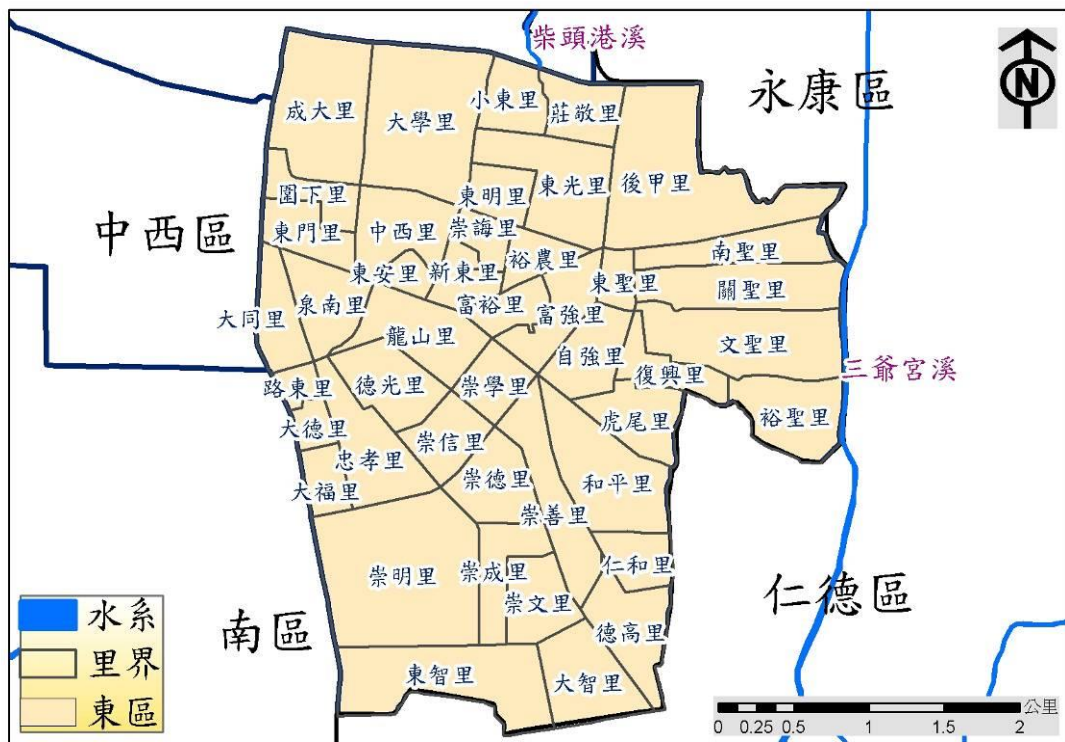 柴頭港溪
永康區
N
成大里
大學里
小東里
莊敬里
圍下里
東明里
東光里
後甲里
中西區
東門里
中西里
崇誨里
南聖里
東安里
新東里
裕農里
東聖里
關聖里
大同里
泉南里
富裕里
富強里
龍山里
自強里
文聖里
路東里
德光里
崇學里
復興里
三爺宮溪
大德里
忠孝里
崇信里
虎尾里
裕聖里
大福里
崇德里
和平里
崇善里
崇明里
崇成里
仁和里
崇文里
仁德區
南區
德高里
東智里
大智里
水系
里界
東區
公里
0 0.25 0.5 1 1.5 2